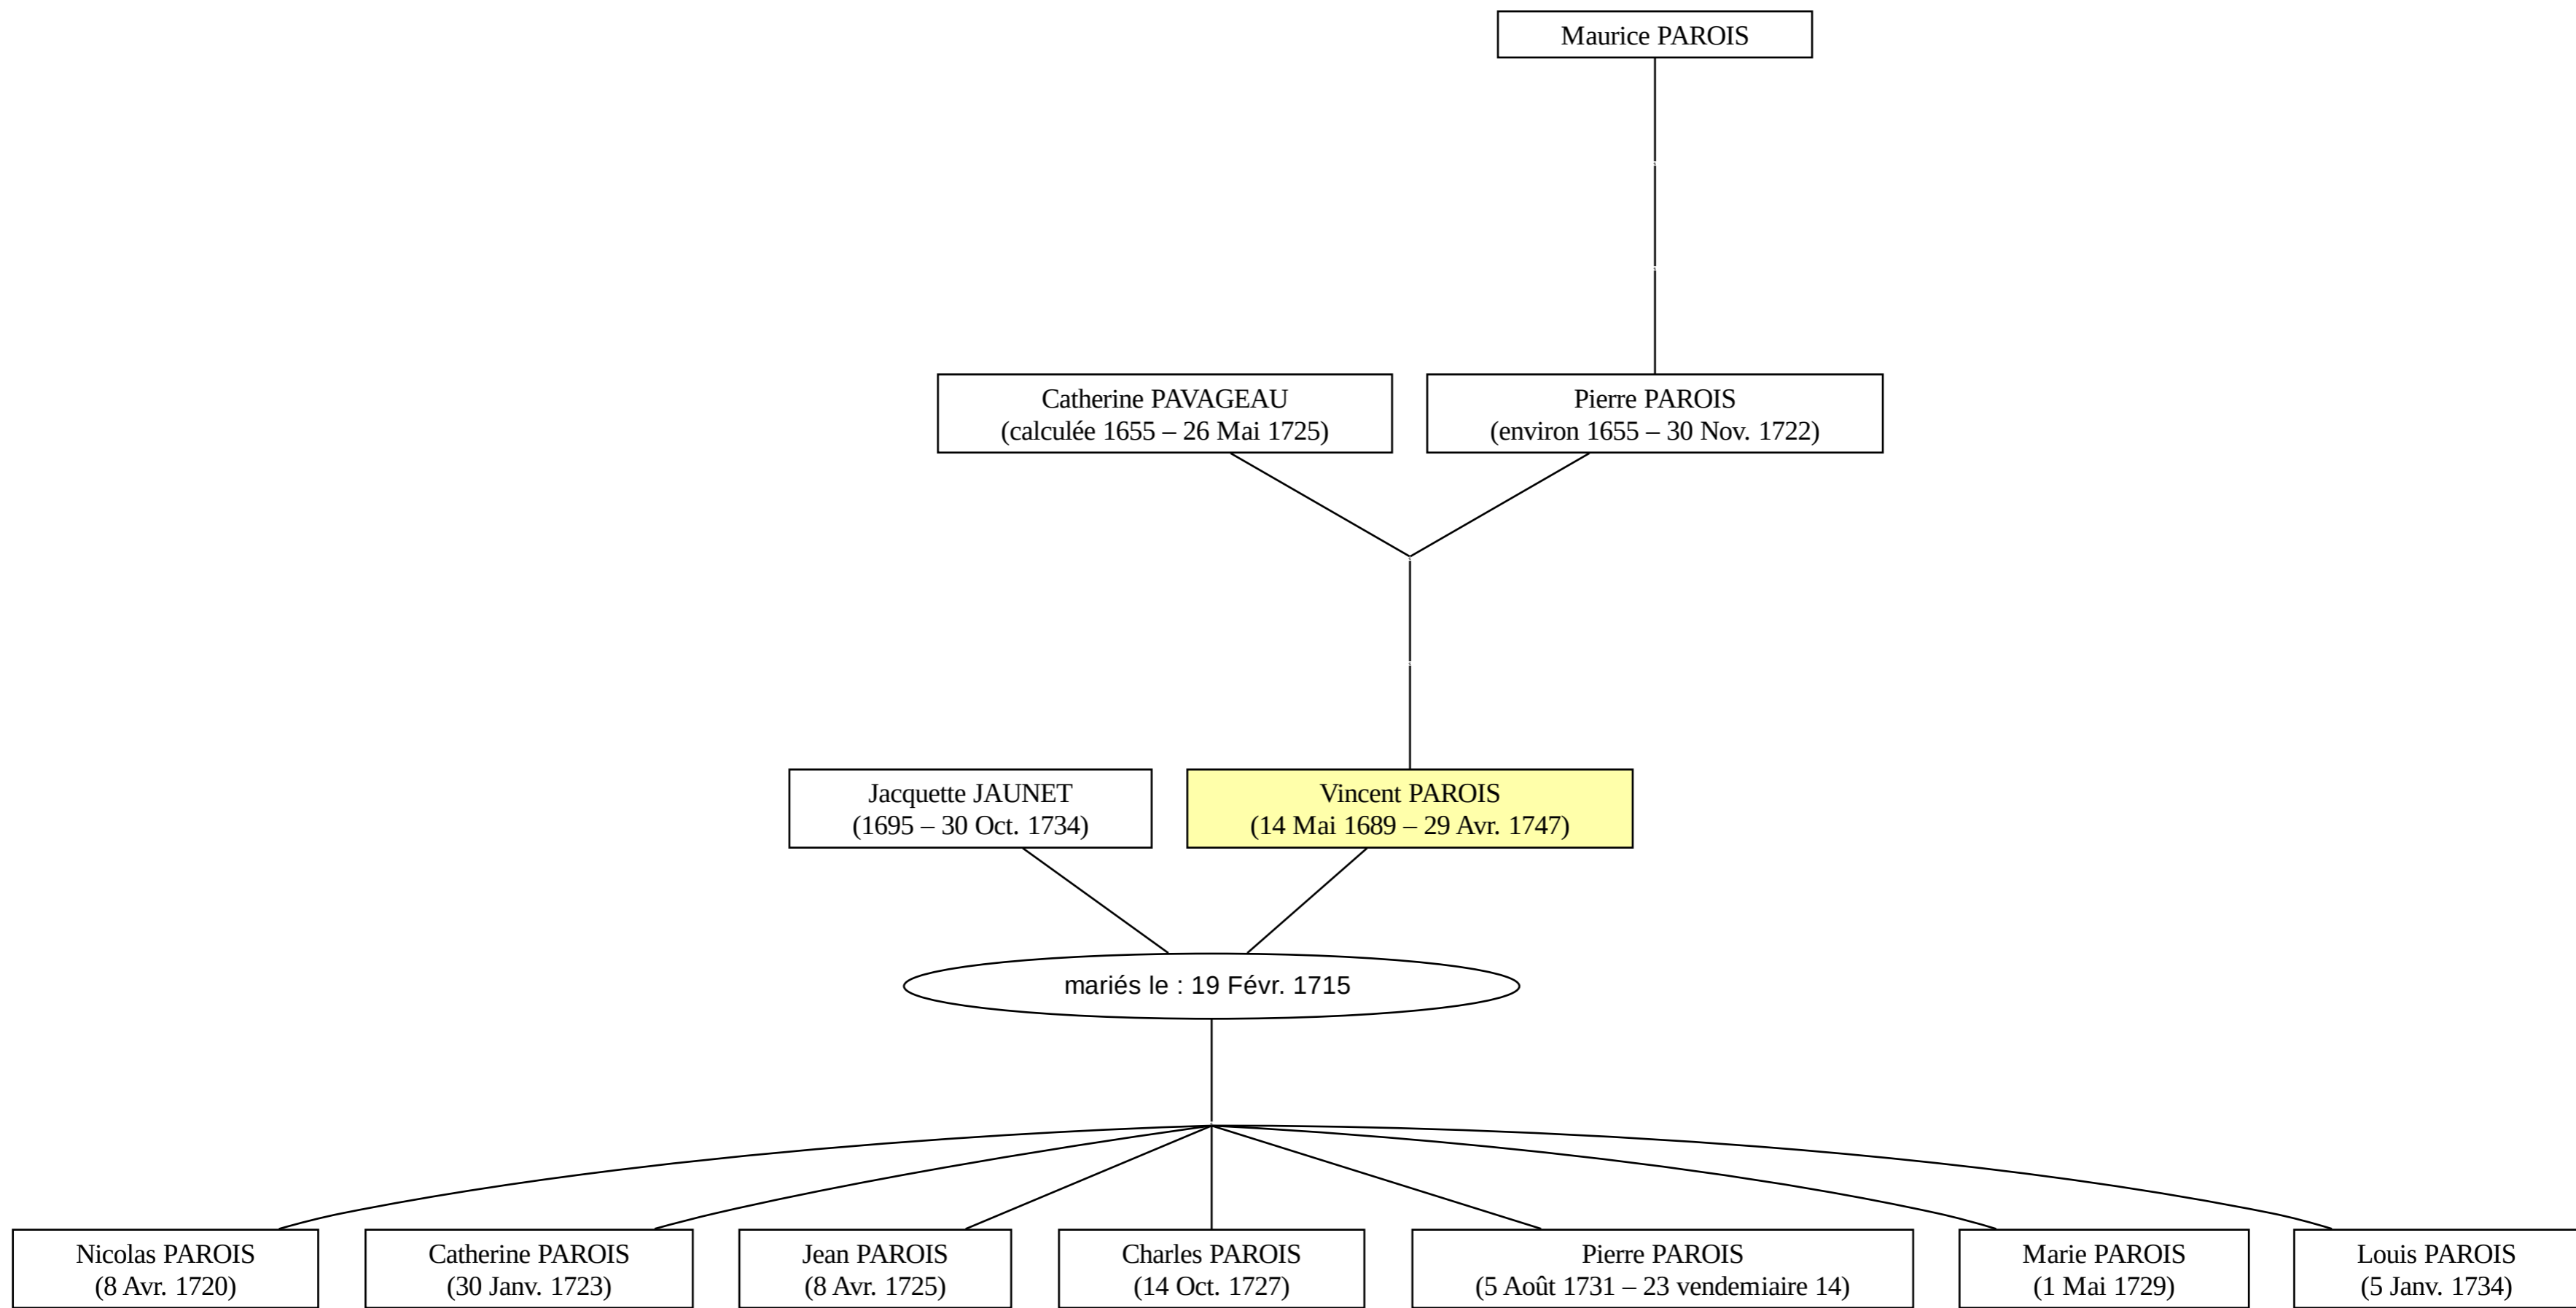 Maurice PAROIS
Catherine PAVAGEAU
(calculée 1655 – 26 Mai 1725)
Pierre PAROIS
(environ 1655 – 30 Nov. 1722)
Jacquette JAUNET
(1695 – 30 Oct. 1734)
Vincent PAROIS
(14 Mai 1689 – 29 Avr. 1747)
mariés le : 19 Févr. 1715
Nicolas PAROIS
(8 Avr. 1720)
Catherine PAROIS
(30 Janv. 1723)
Jean PAROIS
(8 Avr. 1725)
Charles PAROIS
(14 Oct. 1727)
Pierre PAROIS
(5 Août 1731 – 23 vendemiaire 14)
Marie PAROIS
(1 Mai 1729)
Louis PAROIS
(5 Janv. 1734)